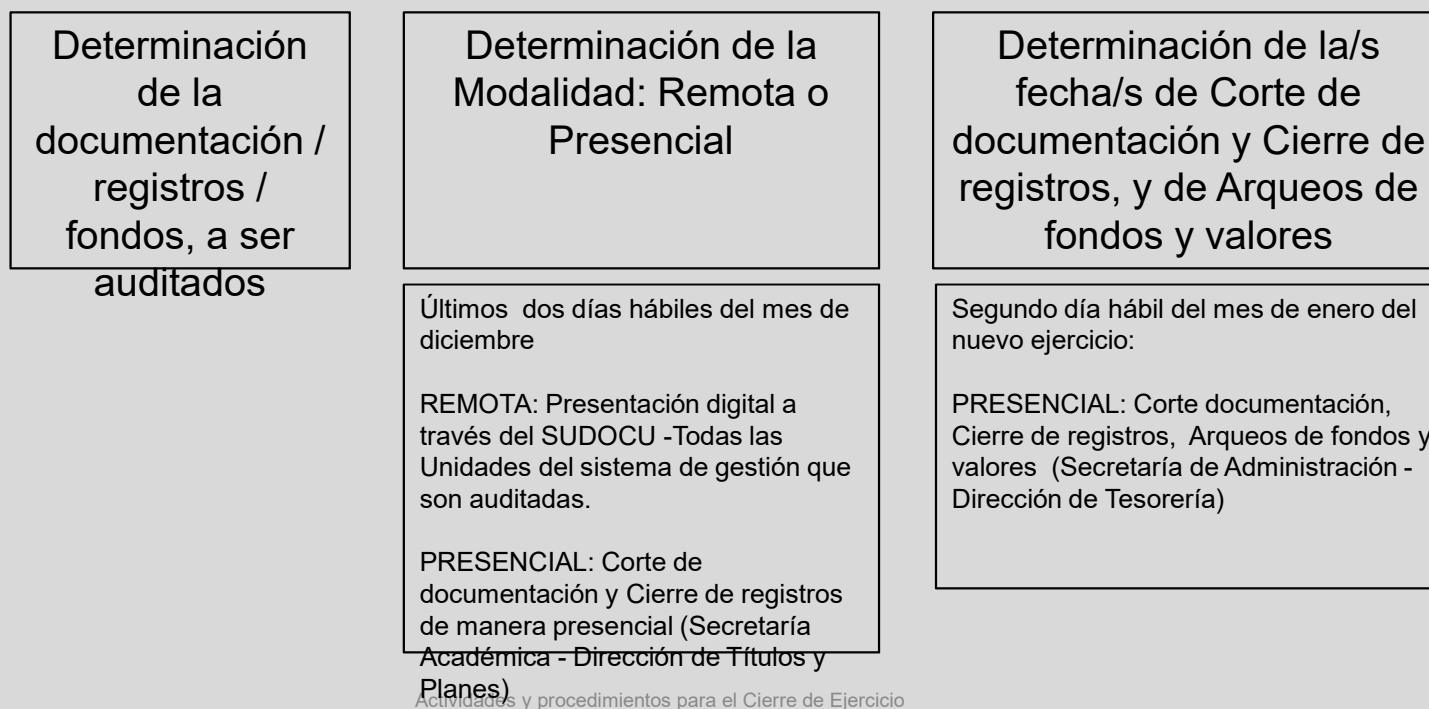 Determinación
de la
documentación /
registros /
fondos, a ser
auditados
Determinación de la
Modalidad: Remota o
Presencial
Determinación de la/s
fecha/s de Corte de
documentación y Cierre de
registros, y de Arqueos de
fondos y valores
Últimos  dos días hábiles del mes de
diciembre
REMOTA: Presentación digital a
través del SUDOCU -Todas las
Unidades del sistema de gestión que
son auditadas.
PRESENCIAL: Corte de
documentación y Cierre de registros
de manera presencial (Secretaría
Académica - Dirección de Títulos y
Planes)
Segundo día hábil del mes de enero del
nuevo ejercicio:
PRESENCIAL: Corte documentación,
Cierre de registros,  Arqueos de fondos y
valores  (Secretaría de Administración -
Dirección de Tesorería)
Actividades y procedimientos para el Cierre de Ejercicio